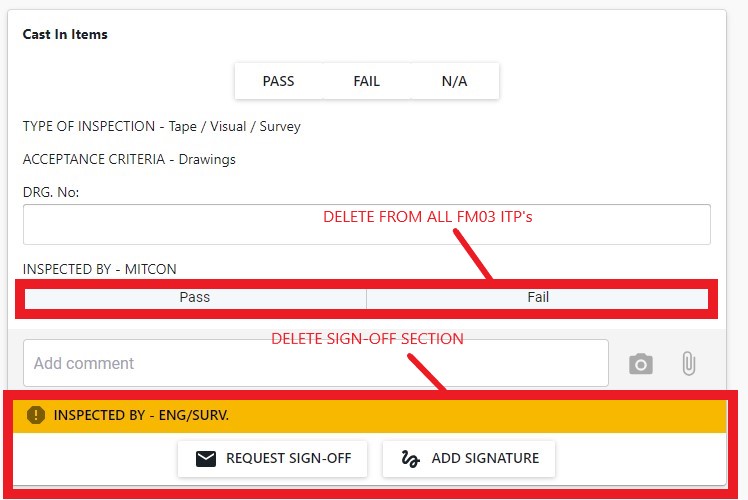 Cast In Items
PASS FAIL N/A
TYPE OF INSPECTION - Tape / Visual / Survey
ACCEPTANCE CRITERIA - Drawings
DRG. No:
DELETE FROM ALL FM03 ITP's
INSPECTED BY - MITCON
Pass Fail
DELETE SIGN-OFF SECTION
Add comment
INSPECTED BY - ENG/SURV.
REQUEST SIGN-OFF ADD SIGNATURE